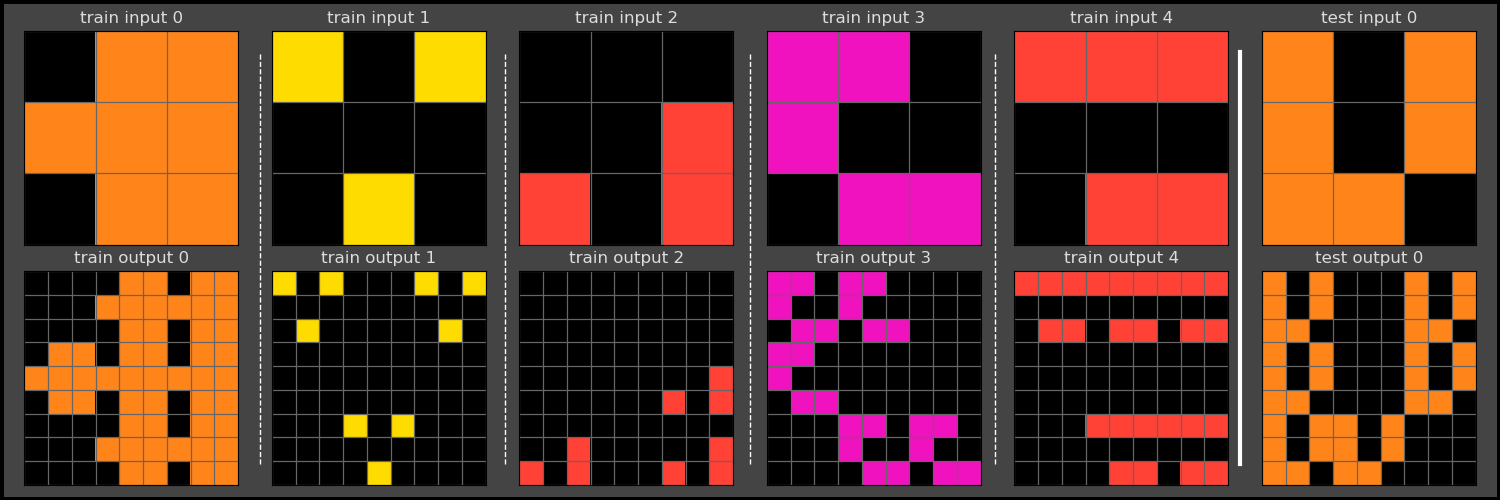 train input 0
train input 1
train input 2
train input 3
train input 4
test input 0
train output 0
train output 1
train output 2
train output 3
train output 4
test output 0